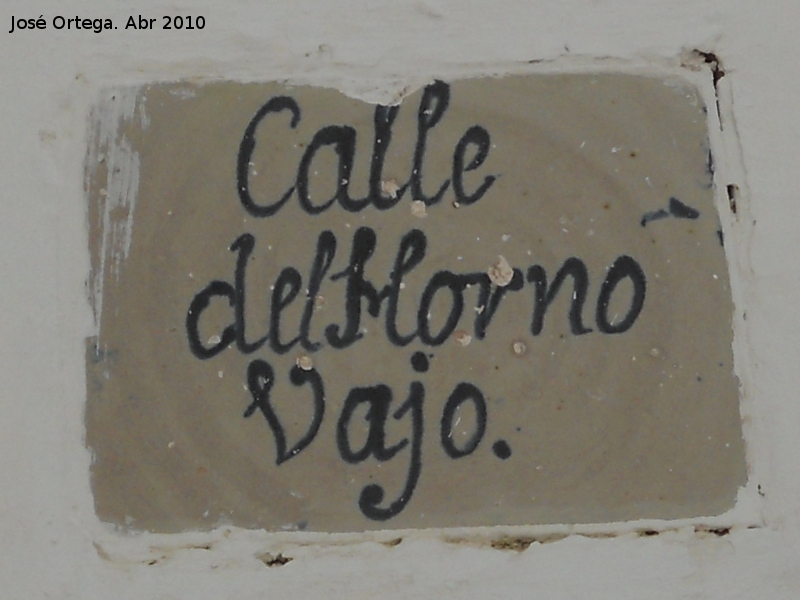 José Ortega. Abr 2010
Calle
del Horno
Vajo.